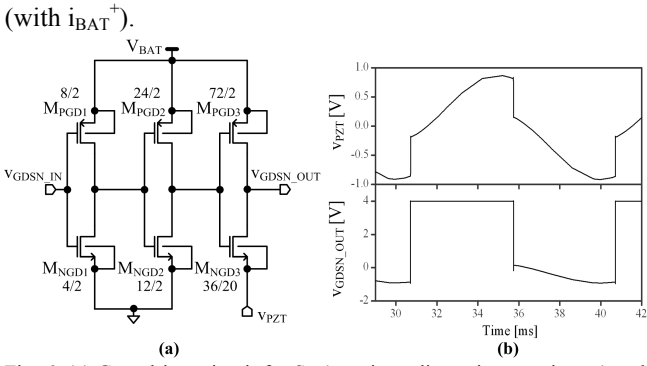 (with iBAT+).
VBAT
8/2 24/2 72/2
MPGD1 MPGD2 MPGD3
vGDSN_IN vGDSN_OUT
MNGD1 MNGD2 MNGD3
4/2 12/2 36/20
vPZT
(a)
vPZT [V]
1.0
0.5
0.0
-0.5
-1.0
vGDSN_OUT [V]
4
2
0
-2
30 32 34 36 38 40 42
Time [ms]
(b)